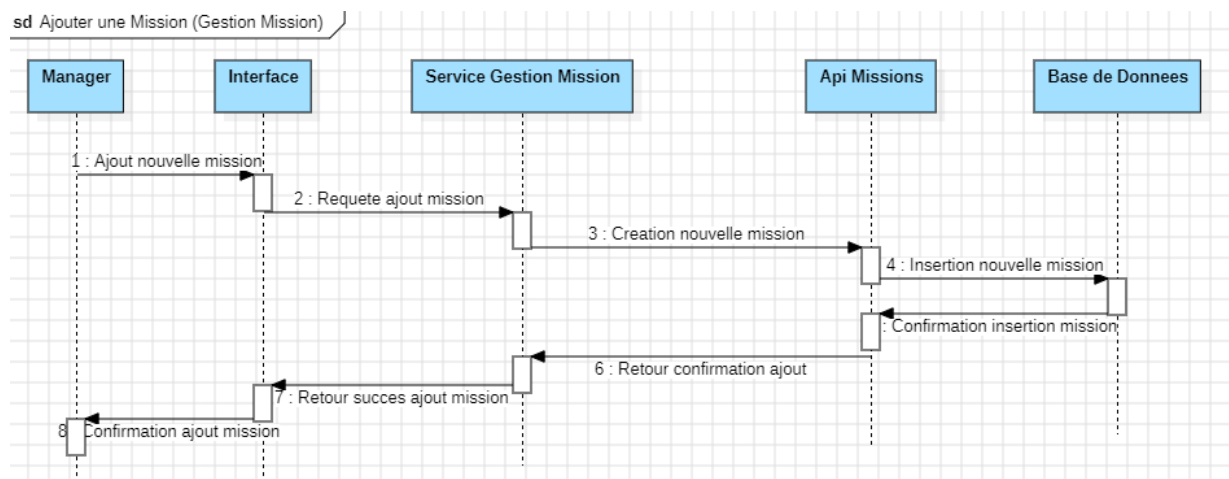 sd Ajouter une Mission (Gestion Mission)
Manager
Interface
Service Gestion Mission
Api Missions
Base de Donnees
1 : Ajout nouvelle mission
2 : Requete ajout mission
3 : Creation nouvelle mission
4 : Insertion nouvelle mission
: Confirmation insertion mission
6 : Retour confirmation ajout
7 : Retour succes ajout mission
8 Confirmation ajout mission